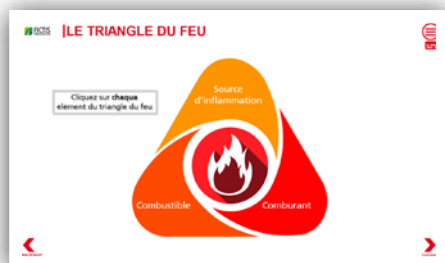 |LE TRIANGLE DU FEU
Cliquez sur chaque
élément du triangle du feu
Source
d'inflammation
Combustible
Comburant